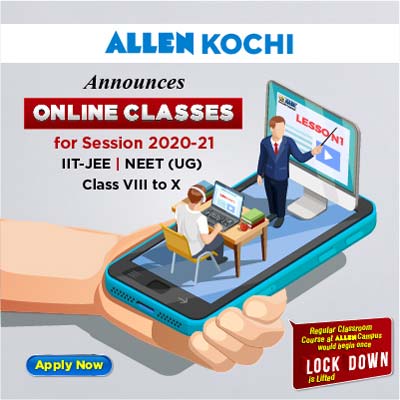 ALLEN KOCHI
Announces
ONLINE CLASSES
for Session 2020-21
IIT-JEE | NEET (UG)
Class VIII to X
LESSON 1
Regular Classroom
Course at ALLEN Campus
would begin once
LOCK DOWN
is Lifted
Apply Now